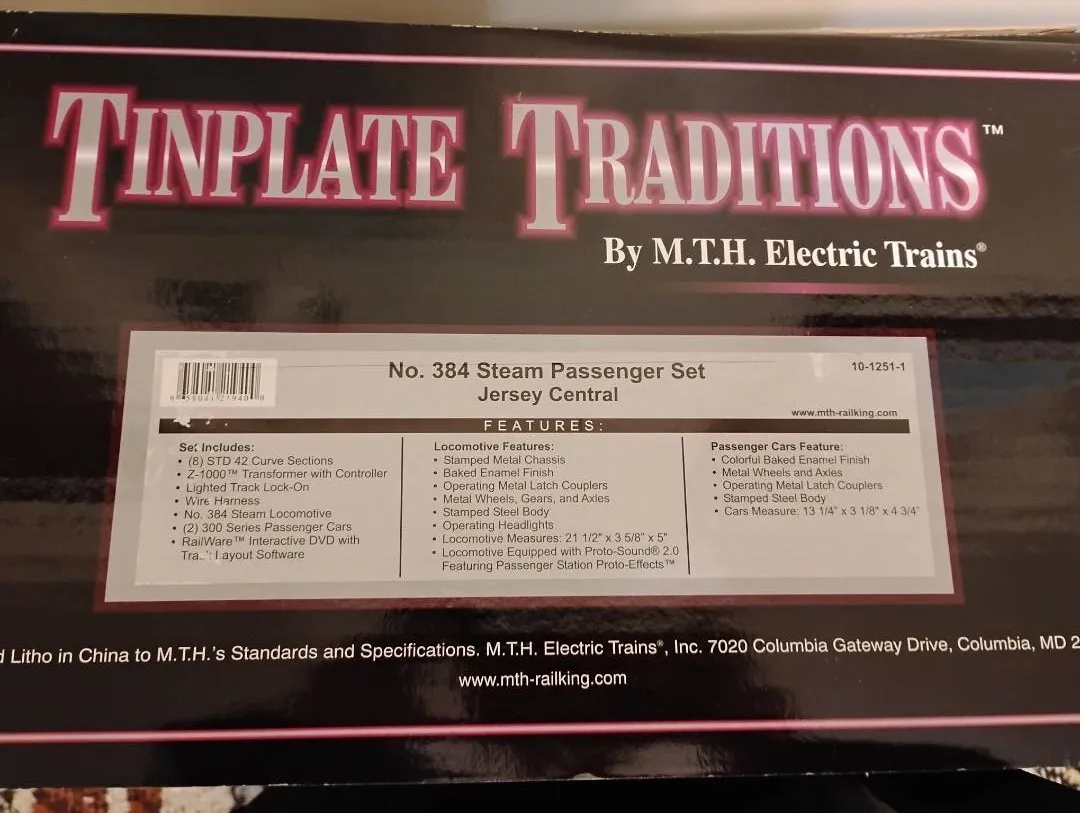 TINPLATE TRADITIONS™
By M.T.H. Electric Trains®
No. 384 Steam Passenger Set
10-1251-1
Jersey Central
www.mth-railking.com
FEATURES:
Set Includes:
• (8) STD 42 Curve Sections
• Z-1000™ Transformer with Controller
• Lighted Track Lock-On
• Wire Harness
• No. 384 Steam Locomotive
• (2) 300 Series Passenger Cars
• RailWare™ Interactive DVD with
Layout Software
Locomotive Features:
• Stamped Metal Chassis
• Baked Enamel Finish
• Operating Metal Latch Couplers
• Metal Wheels, Gears, and Axles
• Stamped Steel Body
• Operating Headlights
• Locomotive Measures: 21 1/2" x 3 5/8" x 5"
• Locomotive Equipped with Proto-Sound® 2.0
Featuring Passenger Station Proto-Effects™
Passenger Cars Feature:
• Colorful Baked Enamel Finish
• Metal Wheels and Axles
• Operating Metal Latch Couplers
• Stamped Steel Body
• Cars Measure: 13 1/4" x 3 1/8" x 4 3/4"
Litho in China to M.T.H.'s Standards and Specifications. M.T.H. Electric Trains®, Inc. 7020 Columbia Gateway Drive, Columbia, MD 2
www.mth-railking.com